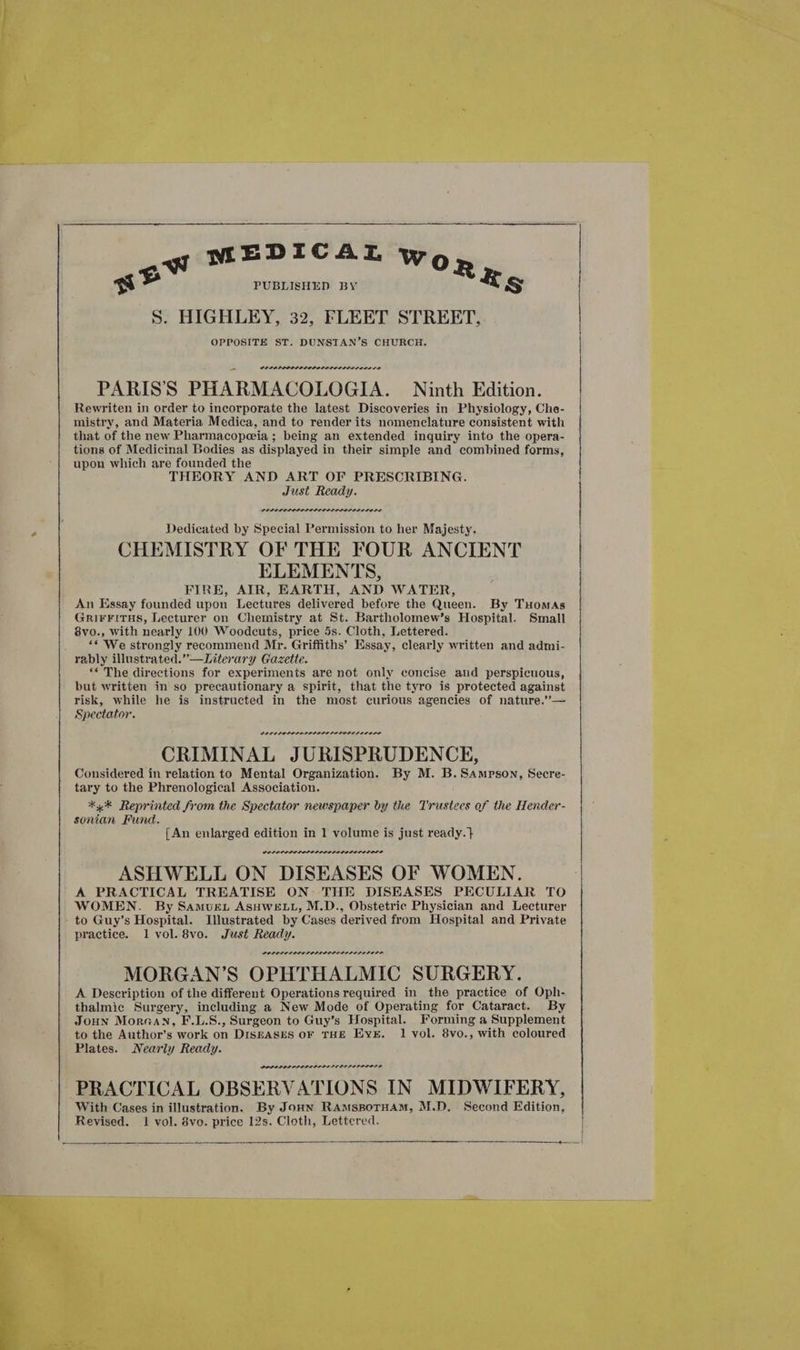 NEW MEDICAL WORKS
PUBLISHED BY
S. HIGHLEY, 32, FLEET STREET,
OPPOSITE ST. DUNSTAN'S CHURCH.
PARIS'S PHARMACOLOGIA. Ninth Edition.
Rewriten in order to incorporate the latest Discoveries in Physiology, Che-
mistry, and Materia Medica, and to render its nomenclature consistent with
that of the new Pharmacopœia; being an extended inquiry into the opera-
tions of Medicinal Bodies as displayed in their simple and combined forms,
upon which are founded the
THEORY AND ART OF PRESCRIBING.
Just Ready.
Dedicated by Special Permission to her Majesty.
CHEMISTRY OF THE FOUR ANCIENT
ELEMENTS,
FIRE, AIR, EARTH, AND WATER,
An Essay founded upon Lectures delivered before the Queen. By THOMAS
GRIFFITHS, Lecturer on Chemistry at St. Bartholomew's Hospital. Small
8vo., with nearly 100 Woodcuts, price 5s. Cloth, Lettered.
“We strongly recommend Mr. Griffiths' Essay, clearly written and admi-
rably illustrated.”—Literary Gazette.
“The directions for experiments are not only concise and perspicuous,
but written in so precautionary a spirit, that the tyro is protected against
risk, while he is instructed in the most curious agencies of nature.”—
Spectator.
CRIMINAL JURISPRUDENCE,
Considered in relation to Mental Organization. By M. B. SAMPSON, Secre-
tary to the Phrenological Association.
*** Reprinted from the Spectator newspaper by the Trustees of the Hender-
sonian Fund.
[An enlarged edition in 1 volume is just ready.]
ASHWELL ON DISEASES OF WOMEN.
A PRACTICAL TREATISE ON THE DISEASES PECULIAR TO
WOMEN. By SAMUEL ASHWELL, M.D., Obstetric Physician and Lecturer
to Guy's Hospital. Illustrated by Cases derived from Hospital and Private
practice. 1 vol. 8vo. Just Ready.
MORGAN'S OPHTHALMIC SURGERY.
A Description of the different Operations required in the practice of Oph-
thalmic Surgery, including a New Mode of Operating for Cataract. By
JOHN MORGAN, F.L.S., Surgeon to Guy's Hospital. Forming a Supplement
to the Author's work on DISEASES OF THE EYE. 1 vol. 8vo., with coloured
Plates. Nearly Ready.
PRACTICAL OBSERVATIONS IN MIDWIFERY,
With Cases in illustration. By JOHN RAMSBOTHAM, M.D. Second Edition,
Revised. 1 vol. 8vo. price 12s. Cloth, Lettered.